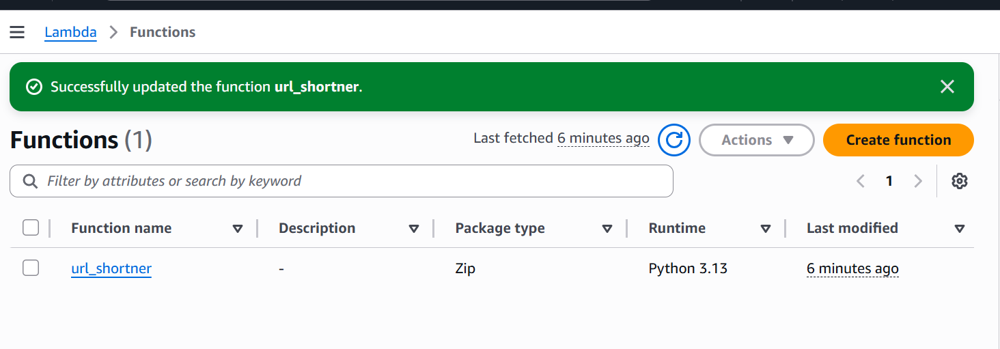 Lambda > Functions
Successfully updated the function url_shortner.
Functions (1) Last fetched 6 minutes ago Actions Create function
Filter by attributes or search by keyword 1
Function name Description Package type Runtime Last modified
url_shortner - Zip Python 3.13 6 minutes ago